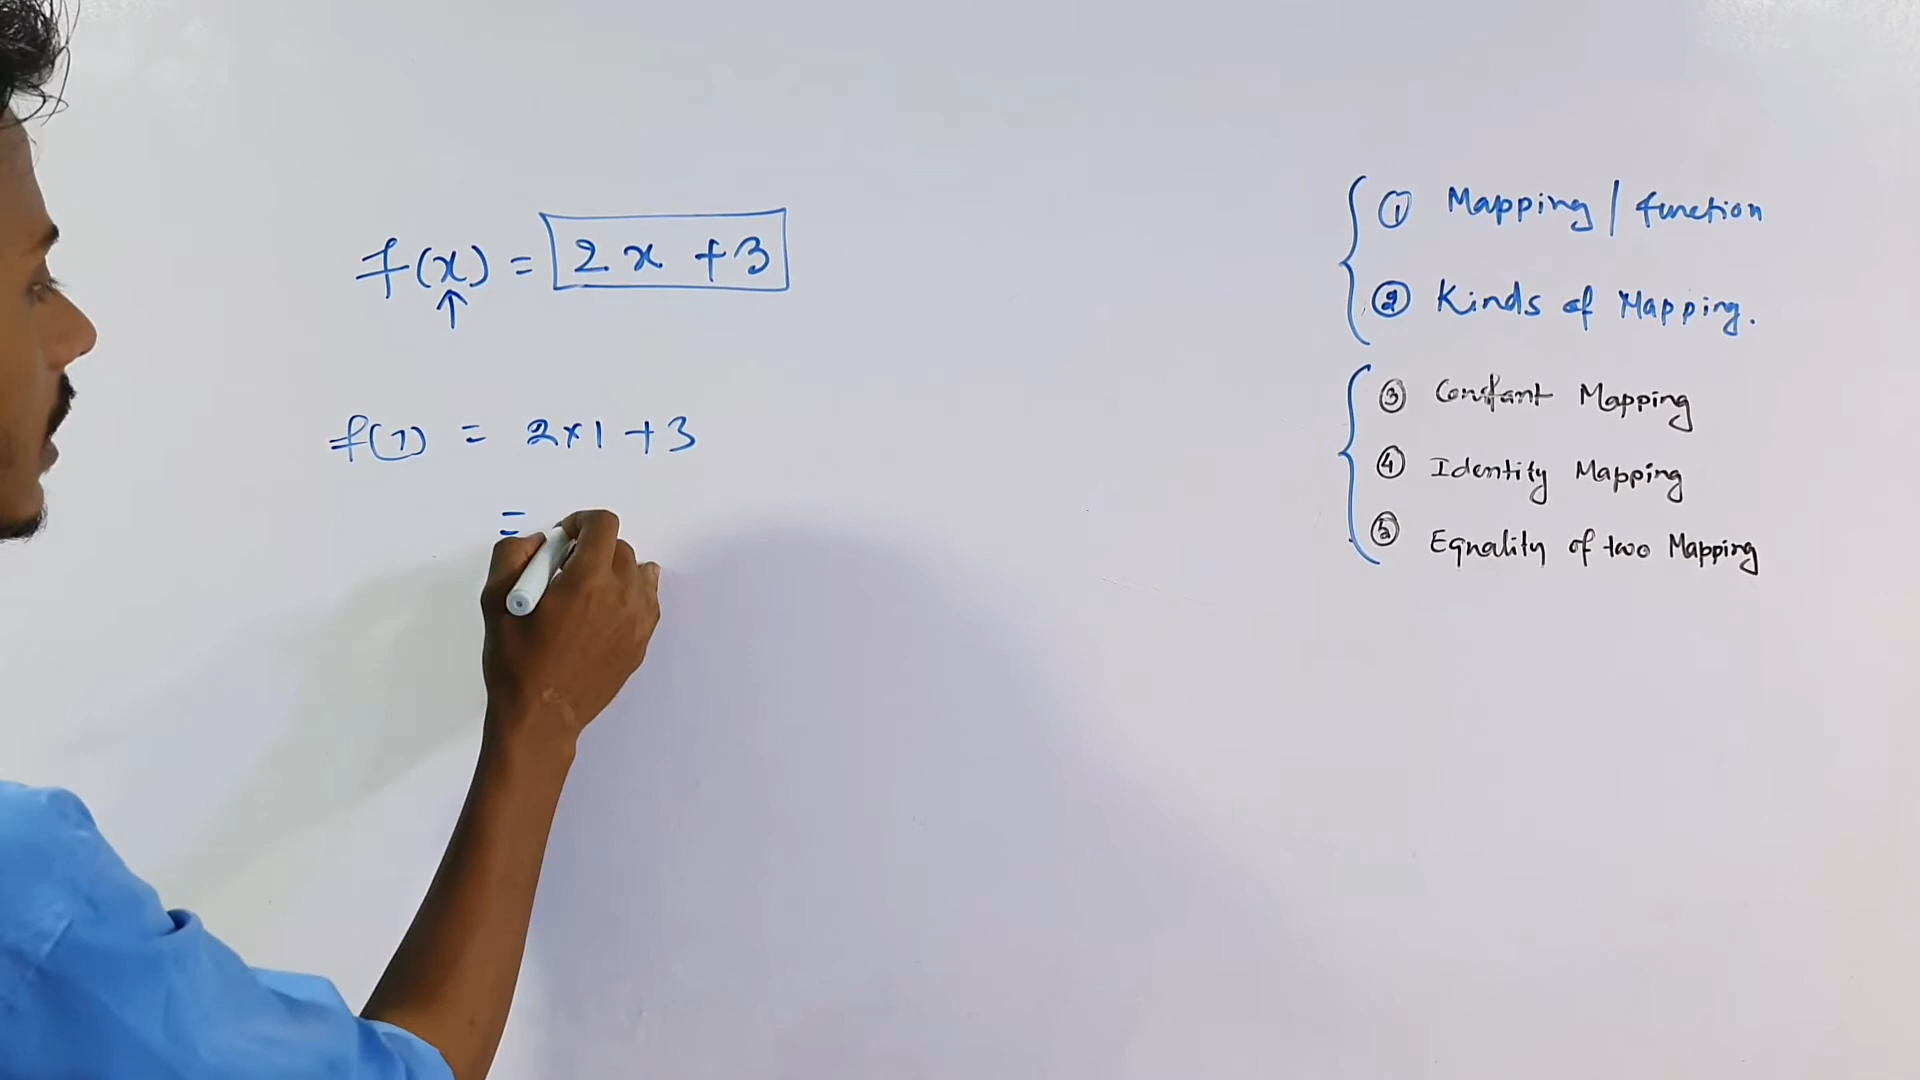 f(x) = 2x + 3
↑
f(1) = 2×1 + 3
=
① Mapping | function
② Kinds of Mapping.
③ Constant Mapping
④ Identity Mapping
⑤ Equality of two Mapping